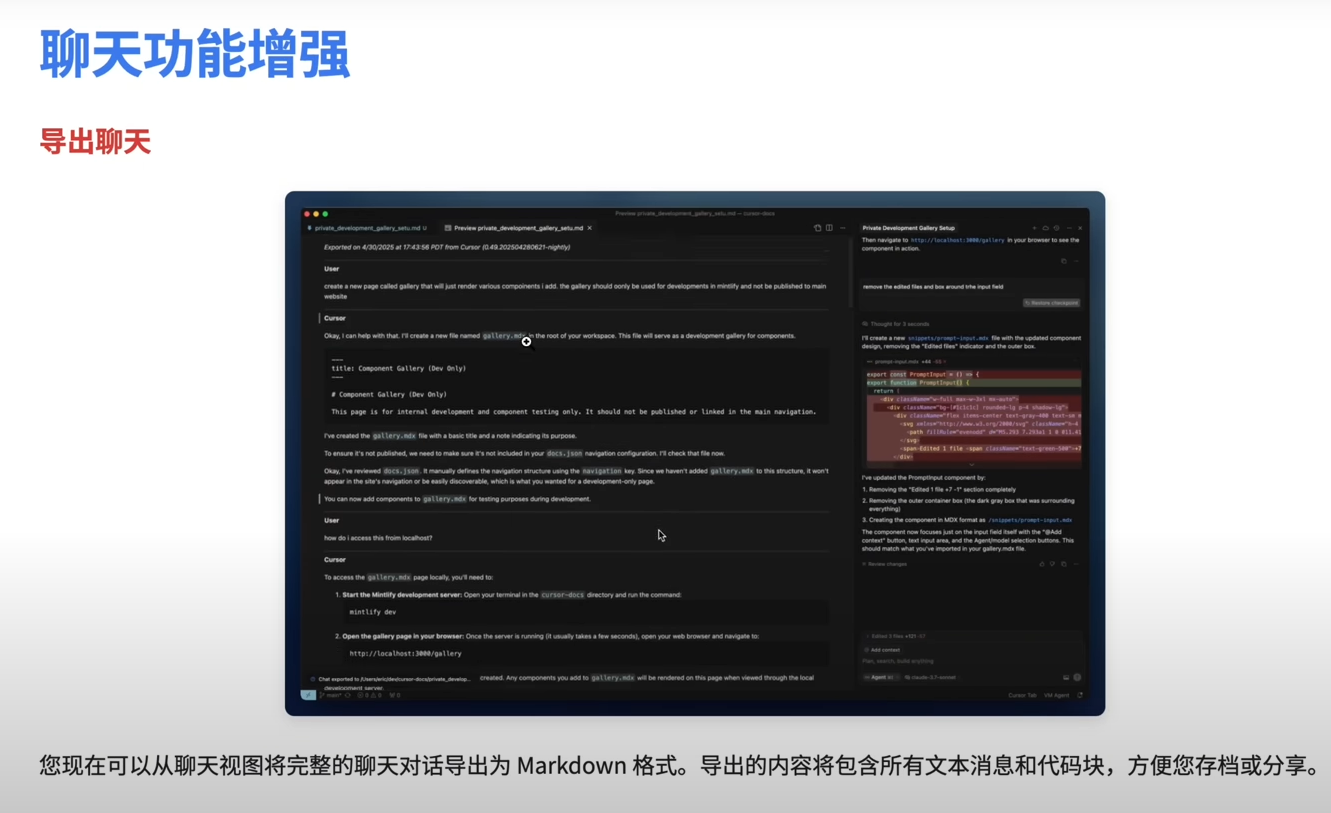 聊天功能增强
导出聊天
Preview private_development_gallery_setu.md — cursor-docs
private_development_gallery_setu.md U
Preview private_development_gallery_setu.md ×
Exported on 4/30/2025 at 17:43:56 PDT from Cursor (0.49.202504280621-nightly)
User
create a new page called gallery that will just render various compoinents i add. the gallery should oonly be used for developments in mintlify and not be published to main
website
Cursor
Okay, I can help with that. I'll create a new file named gallery.mdx in the root of your workspace. This file will serve as a development gallery for components.
---
title: Component Gallery (Dev Only)
---
# Component Gallery (Dev Only)
This page is for internal development and component testing only. It should not be published or linked in the main navigation.
I've created the gallery.mdx file with a basic title and a note indicating its purpose.
To ensure it's not published, we need to make sure it's not included in your docs.json navigation configuration. I'll check that file now.
Okay, I've reviewed docs.json. It manually defines the navigation structure using the navigation key. Since we haven't added gallery.mdx to this structure, it won't
appear in the site's navigation or be easily discoverable, which is what you wanted for a development-only page.
You can now add components to gallery.mdx for testing purposes during development.
User
how do i access this froim localhost?
Cursor
To access the gallery.mdx page locally, you'll need to:
1. Start the Mintlify development server: Open your terminal in the cursor-docs directory and run the command:
mintlify dev
2. Open the gallery page in your browser: Once the server is running (it usually takes a few seconds), open your web browser and navigate to:
http://localhost:3000/gallery
Chat exported to /Users/eric/dev/cursor-docs/private_develop...
created. Any components you add to gallery.mdx will be rendered on this page when viewed through the local
development server.
main*
0 0
0
Private Development Gallery Setup
Then navigate to http://localhost:3000/gallery in your browser to see the
component in action.
remove the edited files and box around trhe input field
Restore checkpoint
Thought for 3 seconds
I'll create a new snippets/prompt-input.mdx file with the updated component
design, removing the "Edited files" indicator and the outer box.
prompt-input.mdx +44
export const PromptInput = () => {
export function PromptInput() {
return (
<div className="w-full max-w-3xl mx-auto">
<div className="bg-[#1c1c1c] rounded-lg p-4 shadow-lg">
<div className="flex items-center text-gray-400 text-sm m
<svg xmlns="http://www.w3.org/2000/svg" className="h-4
<path fillRule="evenodd" d="M5.293 7.293a1 1 0 011.41
</svg>
<span>Edited 1 file <span className="text-green-500">+7
</div>
I've updated the PromptInput component by:
1. Removing the "Edited 1 file +7 -1" section completely
2. Removing the outer container box (the dark gray box that was surrounding
everything)
3. Creating the component in MDX format as /snippets/prompt-input.mdx
The component now focuses just on the input field itself with the "@Add
context" button, text input area, and the Agent/model selection buttons. This
should match what you've imported in your gallery.mdx file.
Review changes
Edited 2 files +121
Add context
Plan, search, build anything
Agent
claude-3.7-sonnet
Cursor Tab
VM Agent
您现在可以从聊天视图将完整的聊天对话导出为 Markdown 格式。导出的内容将包含所有文本消息和代码块，方便您存档或分享。